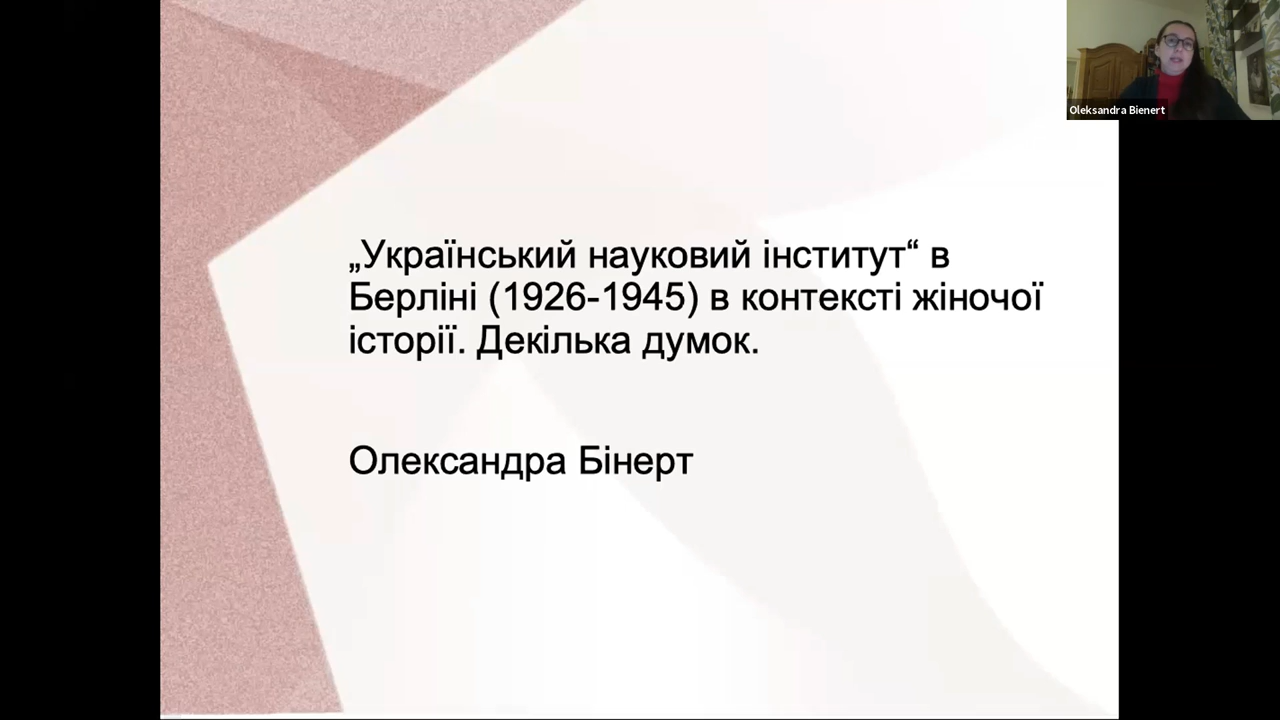 Oleksandra Bienert
„Український науковий інститут“ в
Берліні (1926-1945) в контексті жіночої
історії. Декілька думок.
Олександра Бінерт